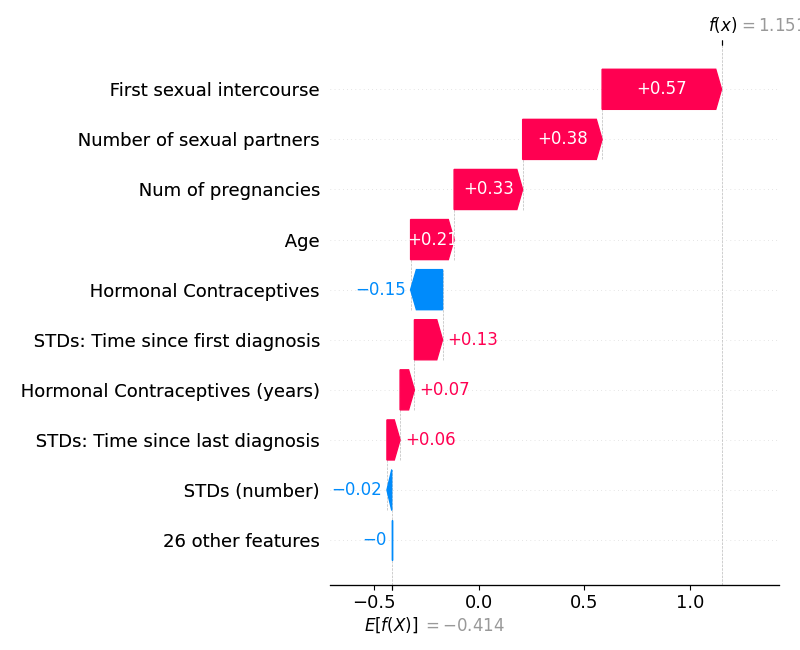 f(x) = 1.151
First sexual intercourse +0.57
Number of sexual partners +0.38
Num of pregnancies +0.33
Age +0.21
Hormonal Contraceptives −0.15
STDs: Time since first diagnosis +0.13
Hormonal Contraceptives (years) +0.07
STDs: Time since last diagnosis +0.06
STDs (number) −0.02
26 other features −0
−0.5 0.0 0.5 1.0
E[f(X)] = −0.414